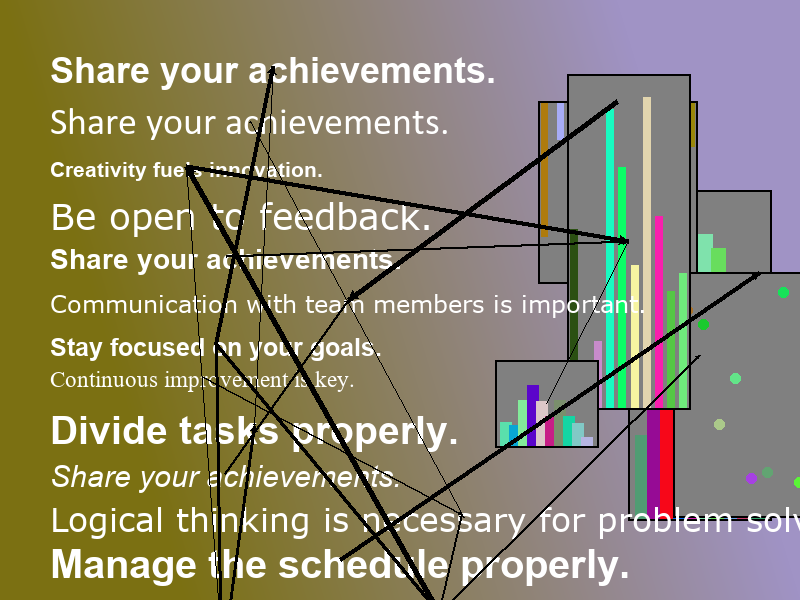 Share your achievements.
Share your achievements.
Creativity fuels innovation.
Be open to feedback.
Share your achievements.
Communication with team members is important.
Stay focused on your goals.
Continuous improvement is key.
Divide tasks properly.
Share your achievements.
Logical thinking is necessary for problem
Manage the schedule properly.